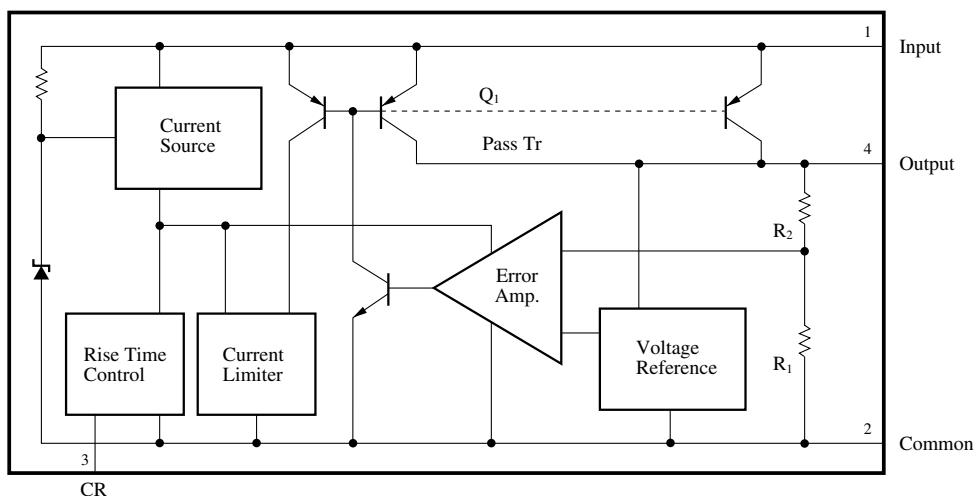 1
Input
Current
Source
Q₁
Pass Tr
4
Output
R₂
Error
Amp.
Rise Time
Control
Current
Limiter
Voltage
Reference
R₁
2
Common
3
CR